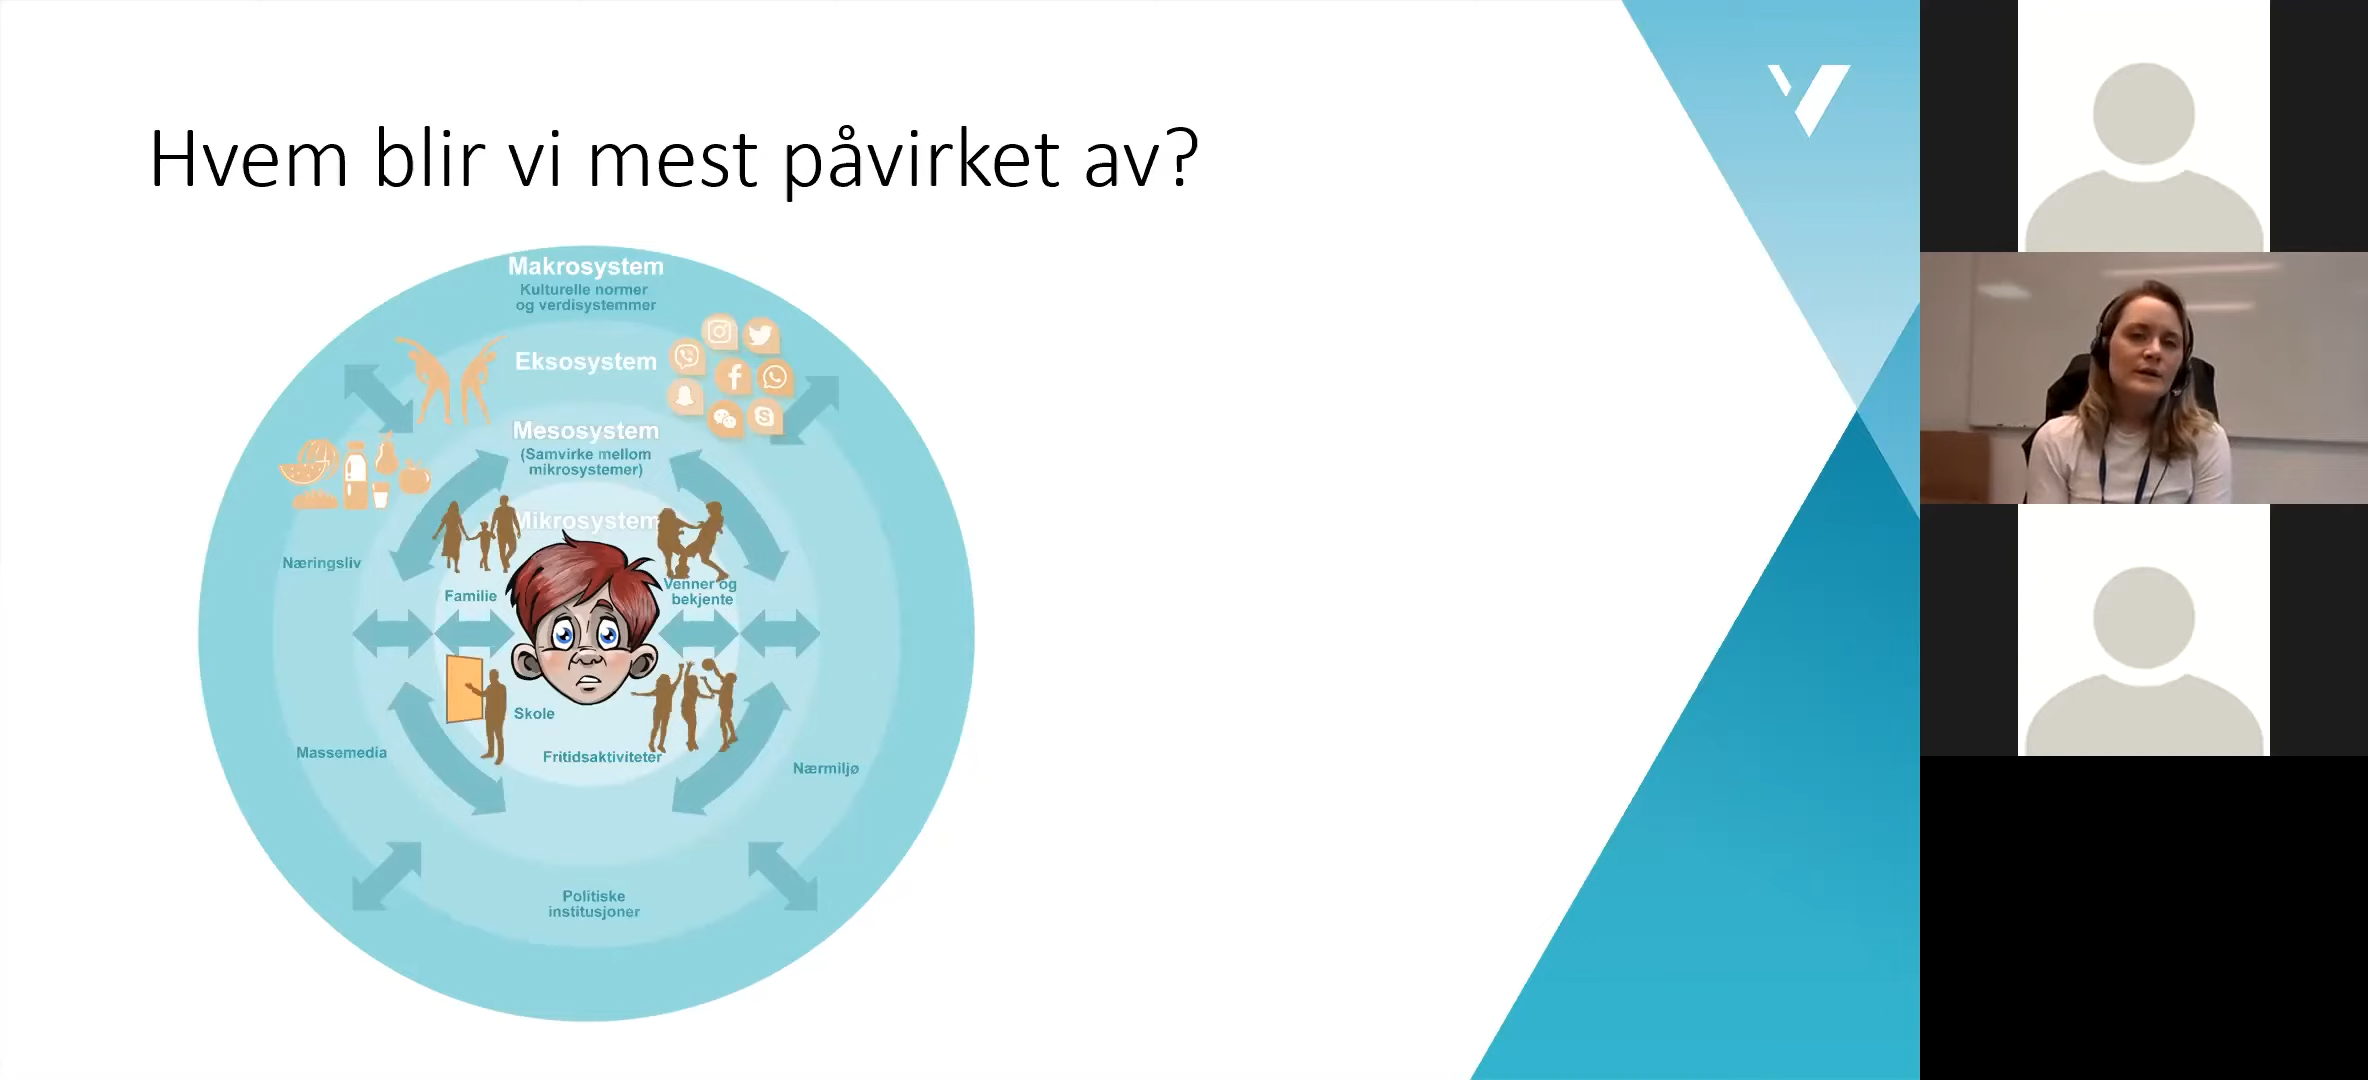 Hvem blir vi mest påvirket av?
Makrosystem
Kulturelle normer
og verdisystemmer
Eksosystem
Mesosystem
(Samvirke mellom
mikrosystemer)
Mikrosystem
Næringsliv
Familie
Venner og
bekjente
Skole
Fritidsaktiviteter
Massemedia
Nærmiljø
Politiske
institusjoner